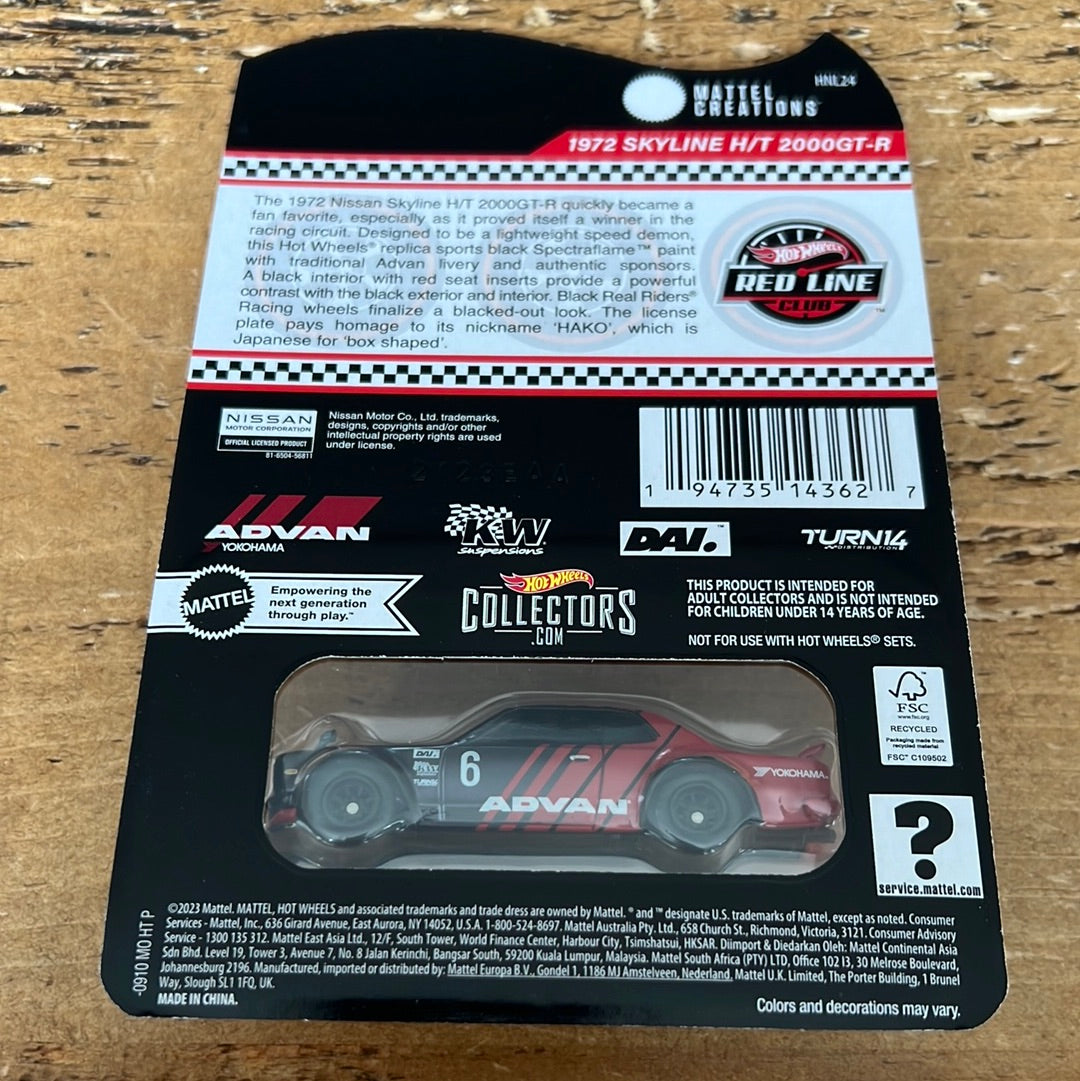 HNL24
MATTEL
CREATIONS
1972 SKYLINE H/T 2000GT-R
The 1972 Nissan Skyline H/T 2000GT-R quickly became a
fan favorite, especially as it proved itself a winner in the
racing circuit. Designed to be a lightweight speed demon,
this Hot Wheels® replica sports black Spectraflame™ paint
with traditional Advan livery and authentic sponsors.
A black interior with red seat inserts provide a powerful
contrast with the black exterior and interior. Black Real Riders®
Racing wheels finalize a blacked-out look. The license
plate pays homage to its nickname ‘HAKO’, which is
Japanese for ‘box shaped’.
HOT WHEELS
RED LINE
CLUB™
NISSAN
MOTOR CORPORATION
OFFICIAL LICENSED PRODUCT
81-6504-56811
Nissan Motor Co., Ltd. trademarks,
designs, copyrights and/or other
intellectual property rights are used
under license.
1 94735 14362 7
ADVAN
YOKOHAMA
KW
suspensions
DAI.™
TURN14
DISTRIBUTION
MATTEL
Empowering the
next generation
through play.™
HOT WHEELS
COLLECTORS
.COM
THIS PRODUCT IS INTENDED FOR
ADULT COLLECTORS AND IS NOT INTENDED
FOR CHILDREN UNDER 14 YEARS OF AGE.
NOT FOR USE WITH HOT WHEELS® SETS.
FSC
www.fsc.org
RECYCLED
Packaging made from
recycled material
FSC™ C109502
DAI.
TURN14
6
ADVAN
YOKOHAMA
?
service.mattel.com
-0910 MO HT P
©2023 Mattel. MATTEL, HOT WHEELS and associated trademarks and trade dress are owned by Mattel. ® and ™ designate U.S. trademarks of Mattel, except as noted. Consumer
Services - Mattel, Inc., 636 Girard Avenue, East Aurora, NY 14052, U.S.A. 1-800-524-8697. Mattel Australia Pty. Ltd., 658 Church St., Richmond, Victoria, 3121. Consumer Advisory
Service - 1300 135 312. Mattel East Asia Ltd., 12/F, South Tower, World Finance Center, Harbour City, Tsimshatsui, HKSAR. Diimport & Diedarkan Oleh: Mattel Continental Asia
Sdn Bhd. Level 19, Tower 3, Avenue 7, No. 8 Jalan Kerinchi, Bangsar South, 59200 Kuala Lumpur, Malaysia. Mattel South Africa (PTY) LTD, Office 102 I3, 30 Melrose Boulevard,
Johannesburg 2196. Manufactured, imported or distributed by: Mattel Europa B.V., Gondel 1, 1186 MJ Amstelveen, Nederland. Mattel U.K. Limited, The Porter Building, 1 Brunel
Way, Slough SL1 1FQ, UK.
MADE IN CHINA.
Colors and decorations may vary.